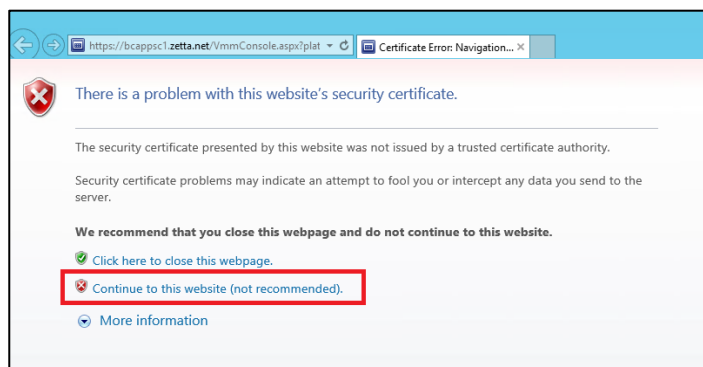 https://bcappsc1.zetta.net/VmmConsole.aspx?plat
Certificate Error: Navigation...
There is a problem with this website's security certificate.
The security certificate presented by this website was not issued by a trusted certificate authority.
Security certificate problems may indicate an attempt to fool you or intercept any data you send to the
server.
We recommend that you close this webpage and do not continue to this website.
Click here to close this webpage.
Continue to this website (not recommended).
More information